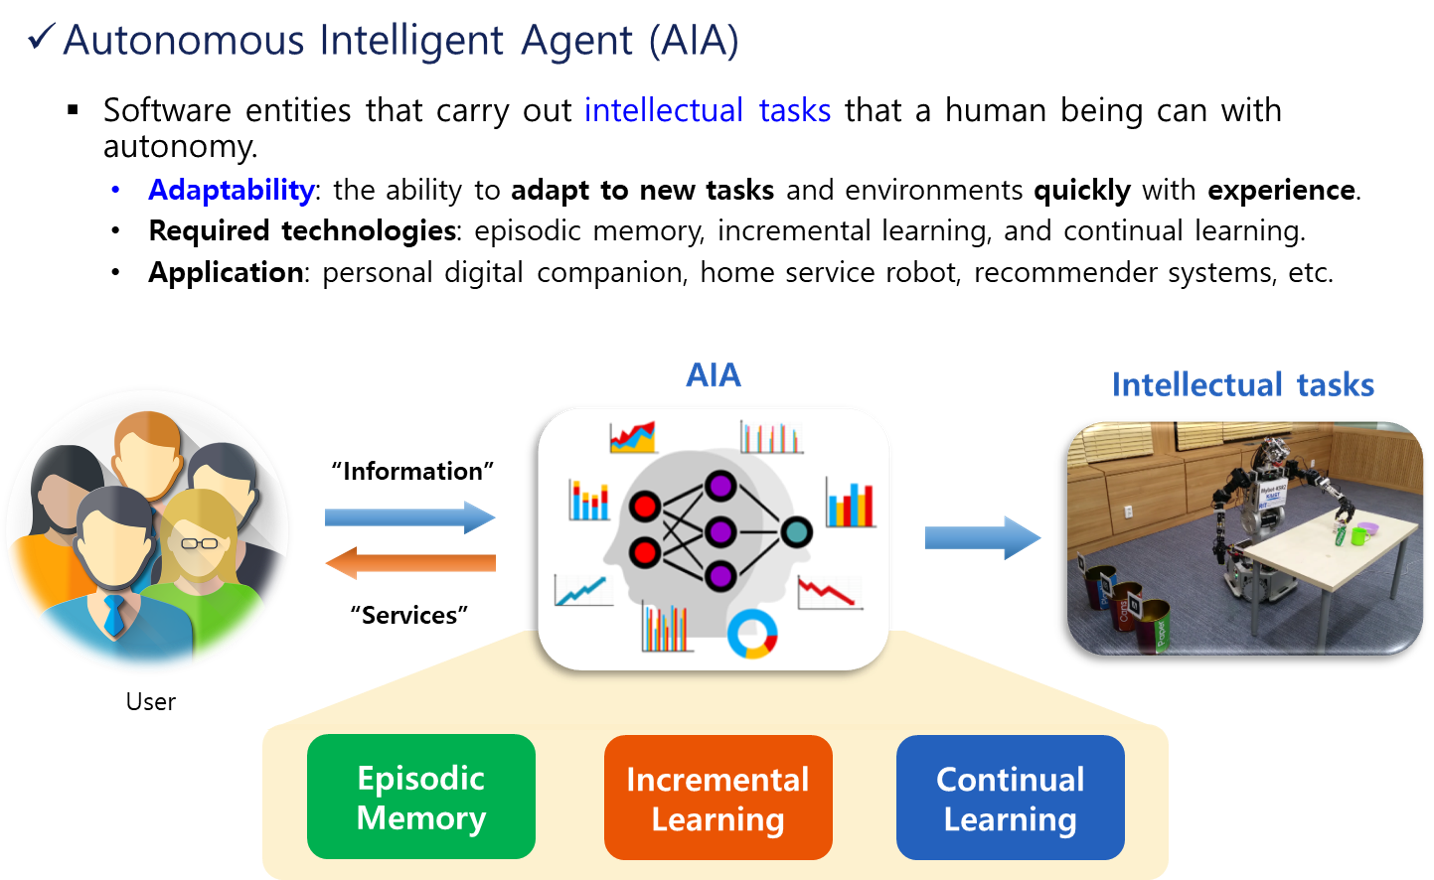 ✓ Autonomous Intelligent Agent (AIA)
▪ Software entities that carry out intellectual tasks that a human being can with
autonomy.
• Adaptability: the ability to adapt to new tasks and environments quickly with experience.
• Required technologies: episodic memory, incremental learning, and continual learning.
• Application: personal digital companion, home service robot, recommender systems, etc.
AIA
Intellectual tasks
“Information”
“Services”
User
Cans
Paper
Episodic
Memory
Incremental
Learning
Continual
Learning